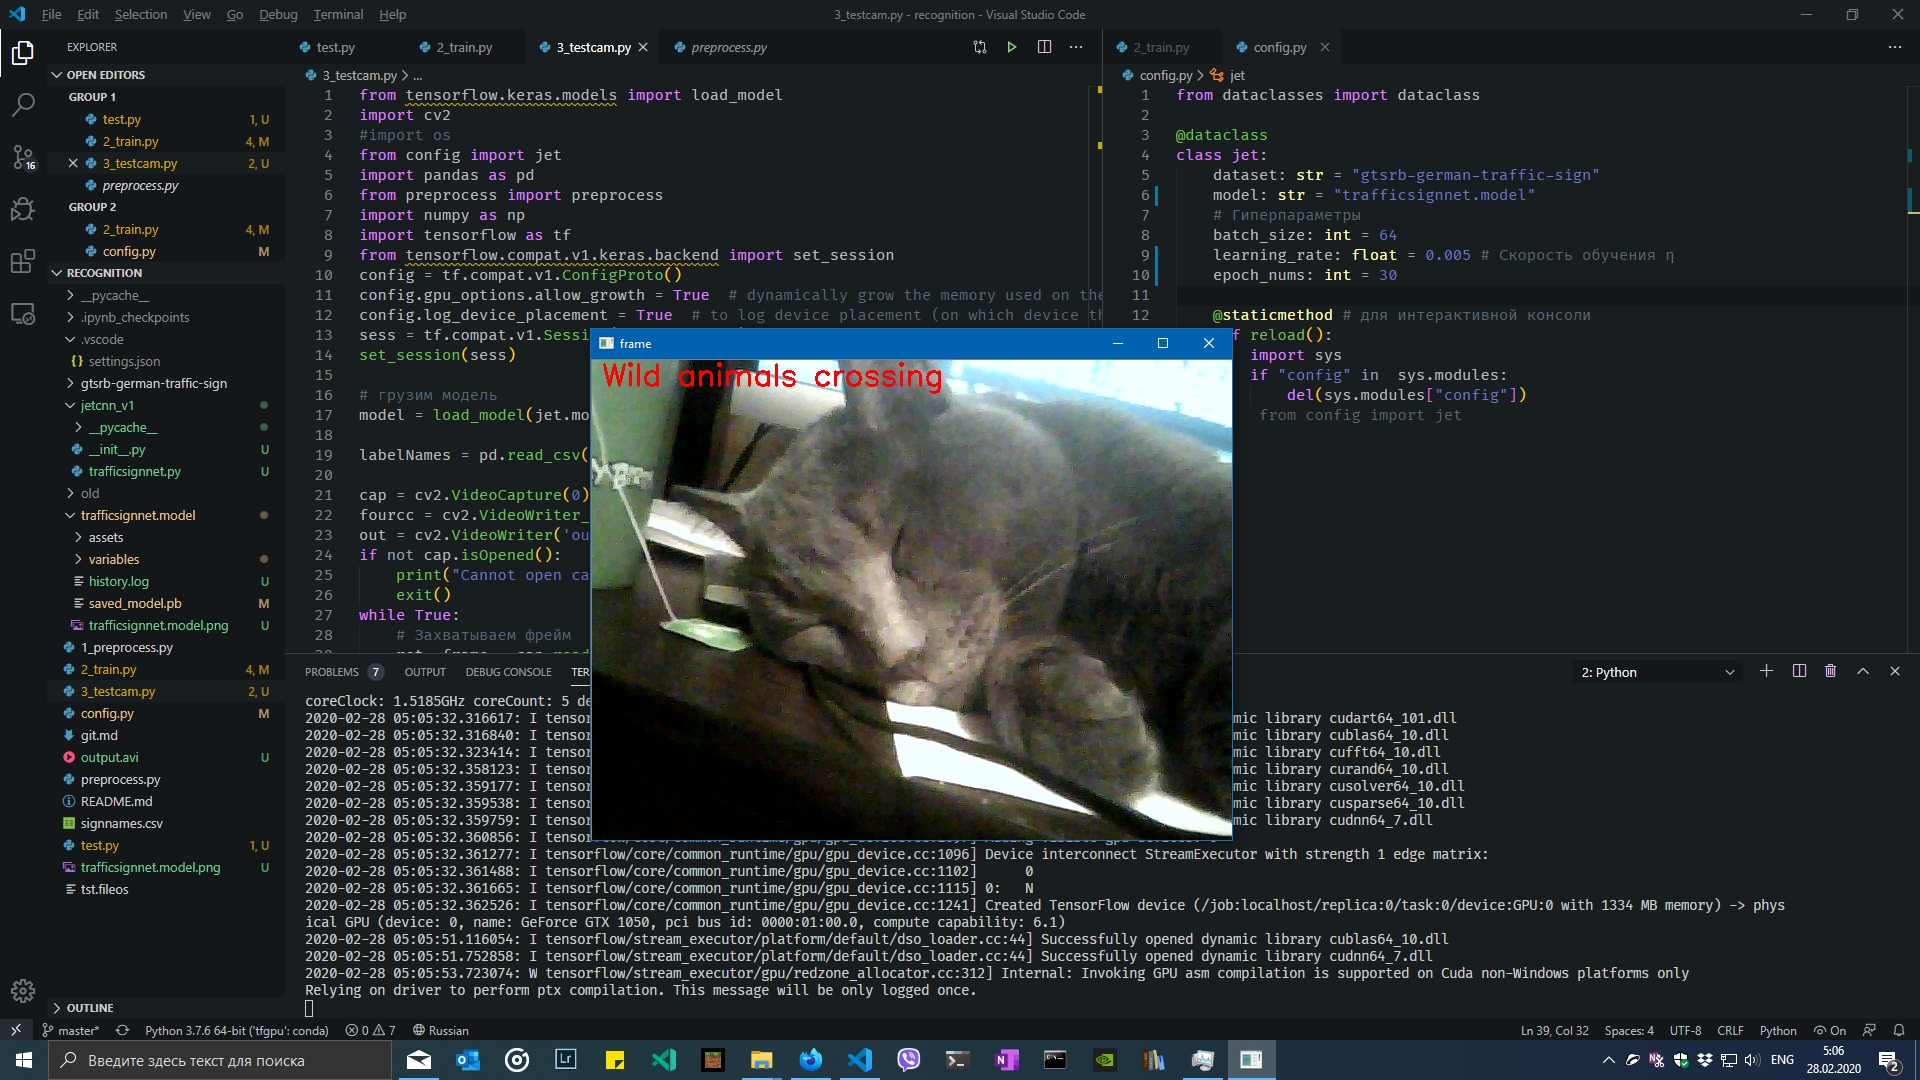 File Edit Selection View Go Debug Terminal Help
3_testcam.py - recognition - Visual Studio Code
EXPLORER
OPEN EDITORS
GROUP 1
test.py 1, U
2_train.py 4, M
3_testcam.py 2, U
preprocess.py
GROUP 2
2_train.py 4, M
config.py M
RECOGNITION
__pycache__
.ipynb_checkpoints
.vscode
settings.json
gtsrb-german-traffic-sign
jetcnn_v1
__pycache__
__init__.py U
trafficsignnet.py U
old
trafficsignnet.model
assets
variables
history.log U
saved_model.pb M
trafficsignnet.model.png U
1_preprocess.py
2_train.py 4, M
3_testcam.py 2, U
config.py M
git.md
output.avi U
preprocess.py
README.md
signnames.csv
test.py 1, U
trafficsignnet.model.png U
tst.fileos
OUTLINE
16
test.py 2_train.py 3_testcam.py preprocess.py
3_testcam.py > ...
1 from tensorflow.keras.models import load_model
2 import cv2
3 #import os
4 from config import jet
5 import pandas as pd
6 from preprocess import preprocess
7 import numpy as np
8 import tensorflow as tf
9 from tensorflow.compat.v1.keras.backend import set_session
10 config = tf.compat.v1.ConfigProto()
11 config.gpu_options.allow_growth = True # dynamically grow the memory used on the
12 config.log_device_placement = True # to log device placement (on which device th
13 sess = tf.compat.v1.Sessi
14 set_session(sess)
15
16 # грузим модель
17 model = load_model(jet.mo
18
19 labelNames = pd.read_csv(
20
21 cap = cv2.VideoCapture(0)
22 fourcc = cv2.VideoWriter_
23 out = cv2.VideoWriter('ou
24 if not cap.isOpened():
25 print("Cannot open ca
26 exit()
27 while True:
28 # Захватываем фрейм
2_train.py config.py
config.py > jet
1 from dataclasses import dataclass
2
3 @dataclass
4 class jet:
5 dataset: str = "gtsrb-german-traffic-sign"
6 model: str = "trafficsignnet.model"
7 # Гиперпараметры
8 batch_size: int = 64
9 learning_rate: float = 0.005 # Скорость обучения η
10 epoch_nums: int = 30
11
12 @staticmethod # для интерактивной консоли
f reload():
import sys
if "config" in sys.modules:
del(sys.modules["config"])
from config import jet
frame
Wild animals crossing
PROBLEMS 7 OUTPUT DEBUG CONSOLE TER
2: Python
coreClock: 1.5185GHz coreCount: 5 de
2020-02-28 05:05:32.316617: I tensor mic library cudart64_101.dll
2020-02-28 05:05:32.316840: I tensor mic library cublas64_10.dll
2020-02-28 05:05:32.323414: I tensor mic library cufft64_10.dll
2020-02-28 05:05:32.358123: I tensor mic library curand64_10.dll
2020-02-28 05:05:32.359177: I tensor mic library cusolver64_10.dll
2020-02-28 05:05:32.359538: I tensor mic library cusparse64_10.dll
2020-02-28 05:05:32.359759: I tensor mic library cudnn64_7.dll
2020-02-28 05:05:32.360856: I
2020-02-28 05:05:32.361277: I tensorflow/core/common_runtime/gpu/gpu_device.cc:1096] Device interconnect StreamExecutor with strength 1 edge matrix:
2020-02-28 05:05:32.361488: I tensorflow/core/common_runtime/gpu/gpu_device.cc:1102] 0
2020-02-28 05:05:32.361665: I tensorflow/core/common_runtime/gpu/gpu_device.cc:1115] 0: N
2020-02-28 05:05:32.362526: I tensorflow/core/common_runtime/gpu/gpu_device.cc:1241] Created TensorFlow device (/job:localhost/replica:0/task:0/device:GPU:0 with 1334 MB memory) -> phys
ical GPU (device: 0, name: GeForce GTX 1050, pci bus id: 0000:01:00.0, compute capability: 6.1)
2020-02-28 05:05:51.116054: I tensorflow/stream_executor/platform/default/dso_loader.cc:44] Successfully opened dynamic library cublas64_10.dll
2020-02-28 05:05:51.752858: I tensorflow/stream_executor/platform/default/dso_loader.cc:44] Successfully opened dynamic library cudnn64_7.dll
2020-02-28 05:05:53.723074: W tensorflow/stream_executor/gpu/redzone_allocator.cc:312] Internal: Invoking GPU asm compilation is supported on Cuda non-Windows platforms only
Relying on driver to perform ptx compilation. This message will be only logged once.
master* Python 3.7.6 64-bit ('tfgpu': conda) 0 7 Russian
Ln 39, Col 32 Spaces: 4 UTF-8 CRLF Python On
Введите здесь текст для поиска
Lr
ENG
5:06
28.02.2020
2